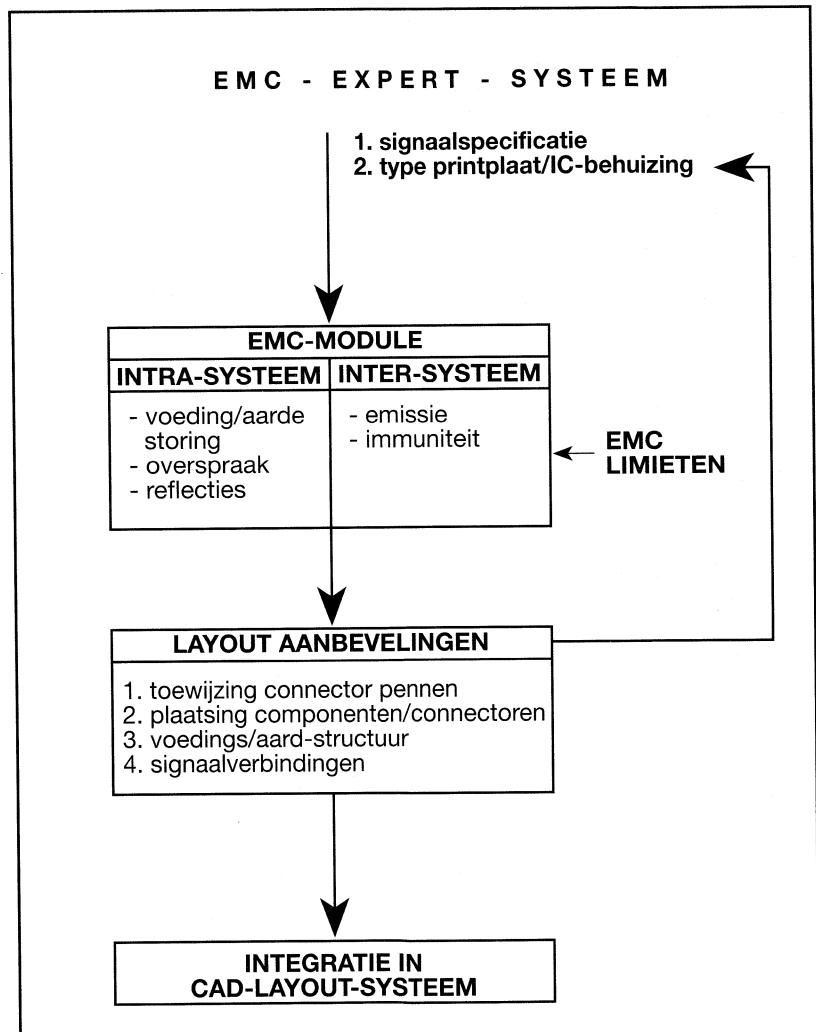 EMC - EXPERT - SYSTEEM
1. signaalspecificatie
2. type printplaat/IC-behuizing
EMC-MODULE
INTRA-SYSTEEM
INTER-SYSTEEM
- voeding/aarde
storing
- overspraak
- reflecties
- emissie
- immuniteit
EMC
LIMIETEN
LAYOUT AANBEVELINGEN
1. toewijzing connector pennen
2. plaatsing componenten/connectoren
3. voedings/aard-structuur
4. signaalverbindingen
INTEGRATIE IN
CAD-LAYOUT-SYSTEEM